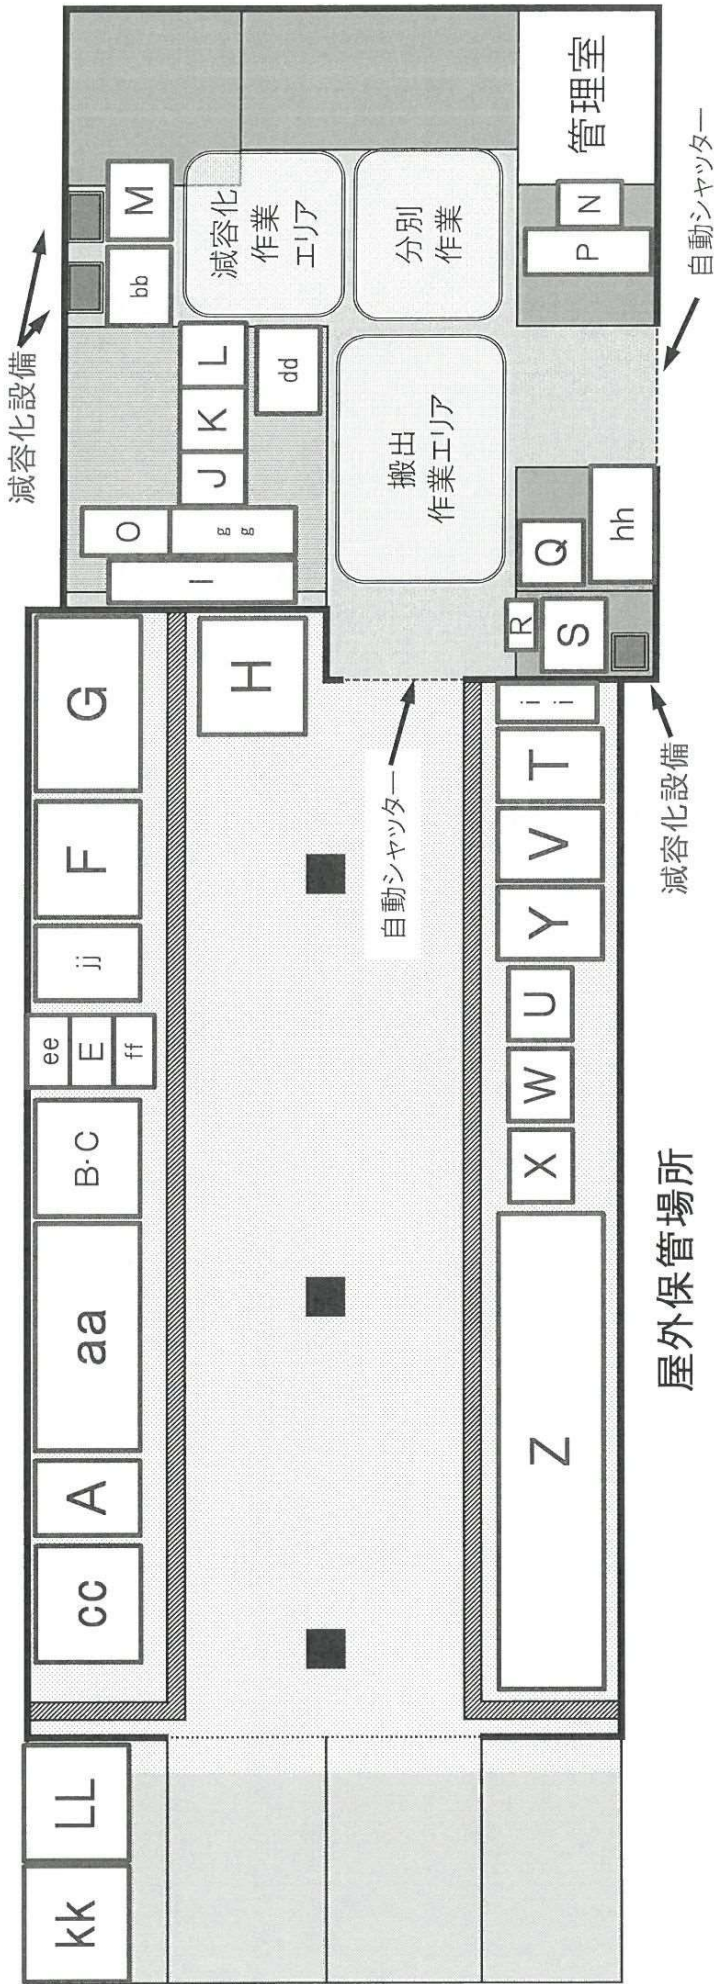 減容化設備
M
bb
減容化
作業
エリア
分別
作業
管理室
N
P
自動シャッター
L
K
J
dd
O
g
g
I
搬出
作業エリア
Q
hh
R
S
減容化設備
G
H
F
jj
ee
E
ff
B・C
aa
A
cc
LL
kk
自動シャッター
i
i
T
V
Y
U
W
X
Z
屋外保管場所